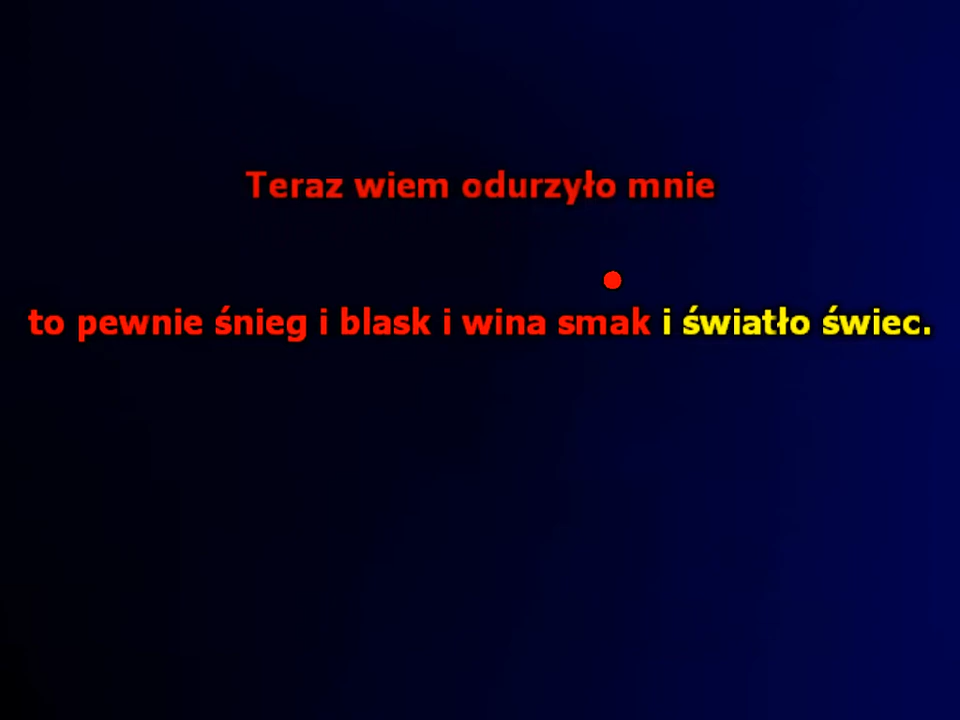 Teraz wiem odurzyło mnie
to pewnie śnieg i blask i wina smak i światło świec.